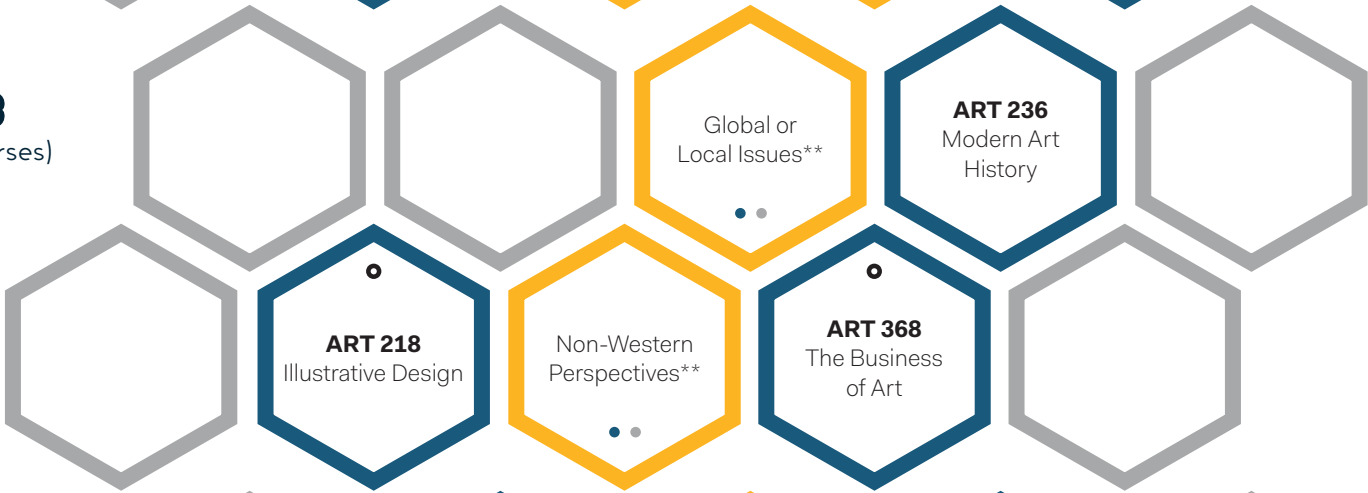 rses)
Global or
Local Issues**
ART 236
Modern Art
History
ART 218
Illustrative Design
Non-Western
Perspectives**
ART 368
The Business
of Art